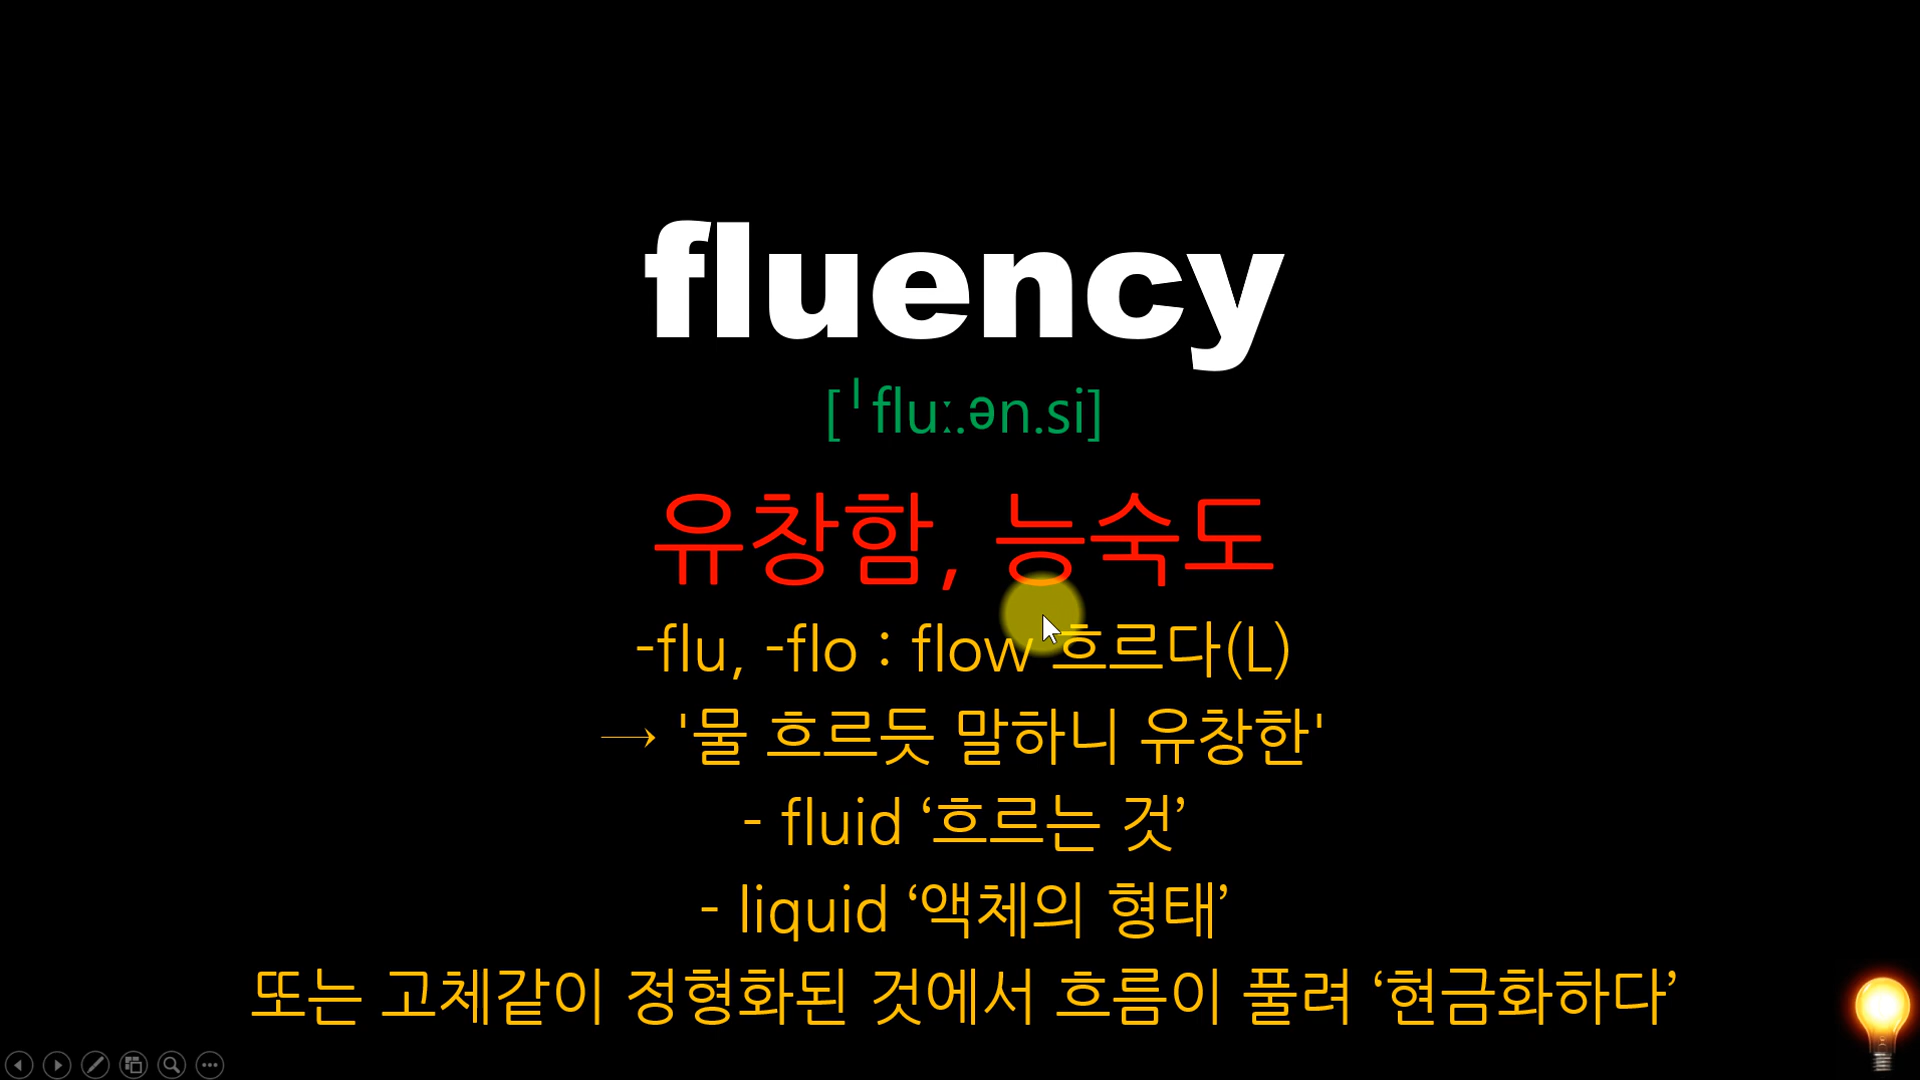 fluency
[ˈfluː.ən.si]
유창함, 능숙도
-flu, -flo : flow 흐르다(L)
→ '물 흐르듯 말하니 유창한'
- fluid ‘흐르는 것’
- liquid ‘액체의 형태’
또는 고체같이 정형화된 것에서 흐름이 풀려 ‘현금화하다’